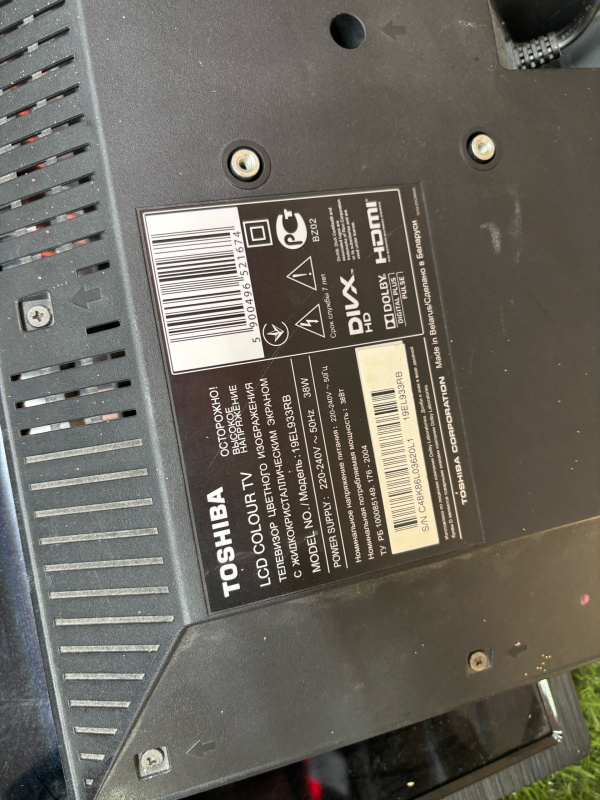 TOSHIBA
ОСТОРОЖНО!
ВЫСОКОЕ
НАПРЯЖЕНИЕ
LCD COLOUR TV
ТЕЛЕВИЗОР ЦВЕТНОГО ИЗОБРАЖЕНИЯ
С ЖИДКОКРИСТАЛЛИЧЕСКИМ ЭКРАНОМ
MODEL NO./ Модель: 19EL933RB
POWER SUPPLY: 220-240V ~ 50Hz 38W
Номинальное напряжение питания: 220-240V ~ 50Гц
Номинальная потребляемая мощность: 38Вт
ТУ РБ 100085149.176 - 2004
S/N C48K86L03620L1 19EL933RB
TOSHIBA CORPORATION
Made in Belarus/Сделано в Беларуси
5 900496 521674
BZ02
Срок службы 7 лет
DIVX
HD
HDMI
DOLBY
DIGITAL PLUS
PULSE